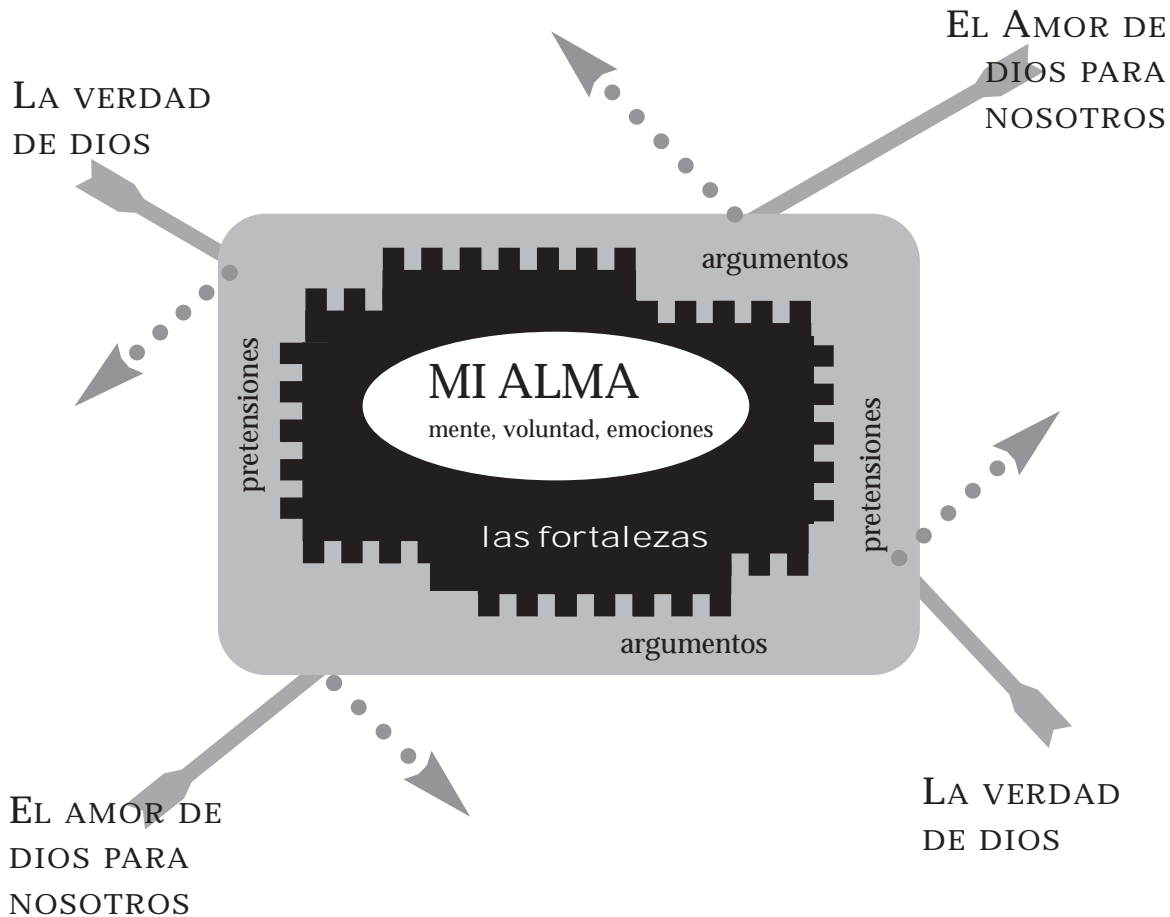 EL AMOR DE
DIOS PARA
NOSOTROS
LA VERDAD
DE DIOS
argumentos
pretensiones
MI ALMA
mente, voluntad, emociones
pretensiones
las fortalezas
argumentos
LA VERDAD
DE DIOS
EL AMOR DE
DIOS PARA
NOSOTROS